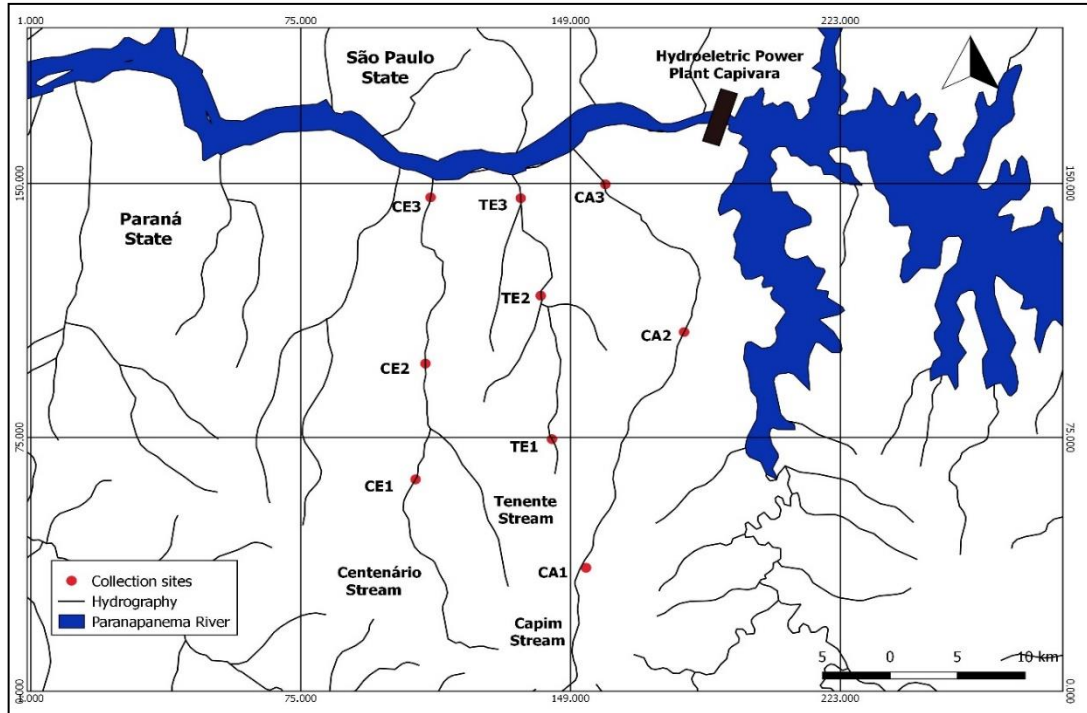 1.000
75.000
149.000
223.000
São Paulo
State
Hydroeletric Power
Plant Capivara
150.000
150.000
Paraná
State
CE3
TE3
CA3
TE2
CA2
CE2
75.000
75.000
TE1
CE1
Tenente
Stream
CA1
Centenário
Stream
Capim
Stream
Collection sites
Hydrography
Paranapanema River
5
0
5
10 km
0.000
1.000
75.000
149.000
223.000